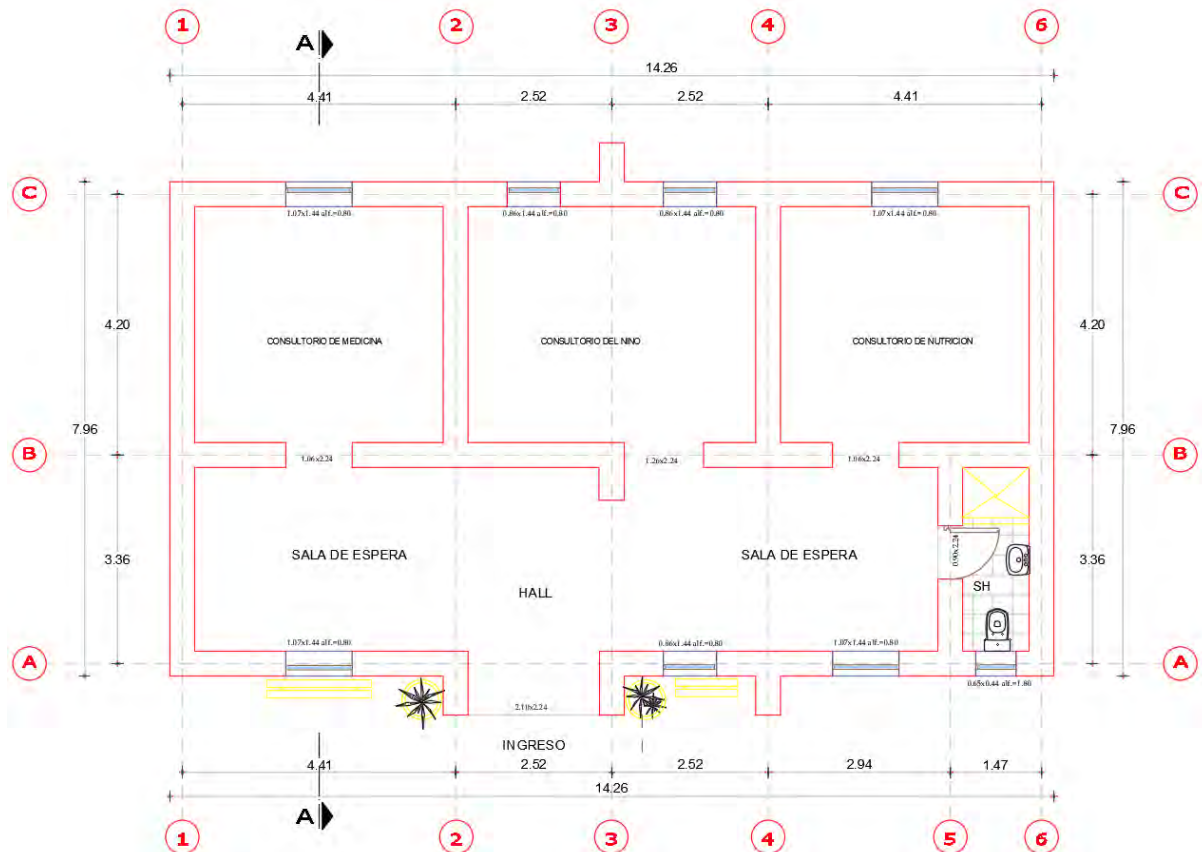 1 2 3 4 6
A
14.26
4.41 2.52 2.52 4.41
C C
1.07x1.44 alf.=0.80 0.86x1.44 alf.=0.80 0.86x1.44 alf.=0.80 1.07x1.44 alf.=0.80
4.20 4.20
CONSULTORIO DE MEDICINA CONSULTORIO DEL NINO CONSULTORIO DE NUTRICION
7.96 7.96
B B
1.06x2.24 1.26x2.24 1.06x2.24
SALA DE ESPERA SALA DE ESPERA
0.90x2.24
3.36 3.36
SH
HALL
1.07x1.44 alf.=0.80 0.86x1.44 alf.=0.80 1.07x1.44 alf.=0.80
A A
0.65x0.44 alf.=1.80
2.10x2.24
INGRESO
4.41 2.52 2.52 2.94 1.47
14.26
A
1 2 3 4 5 6